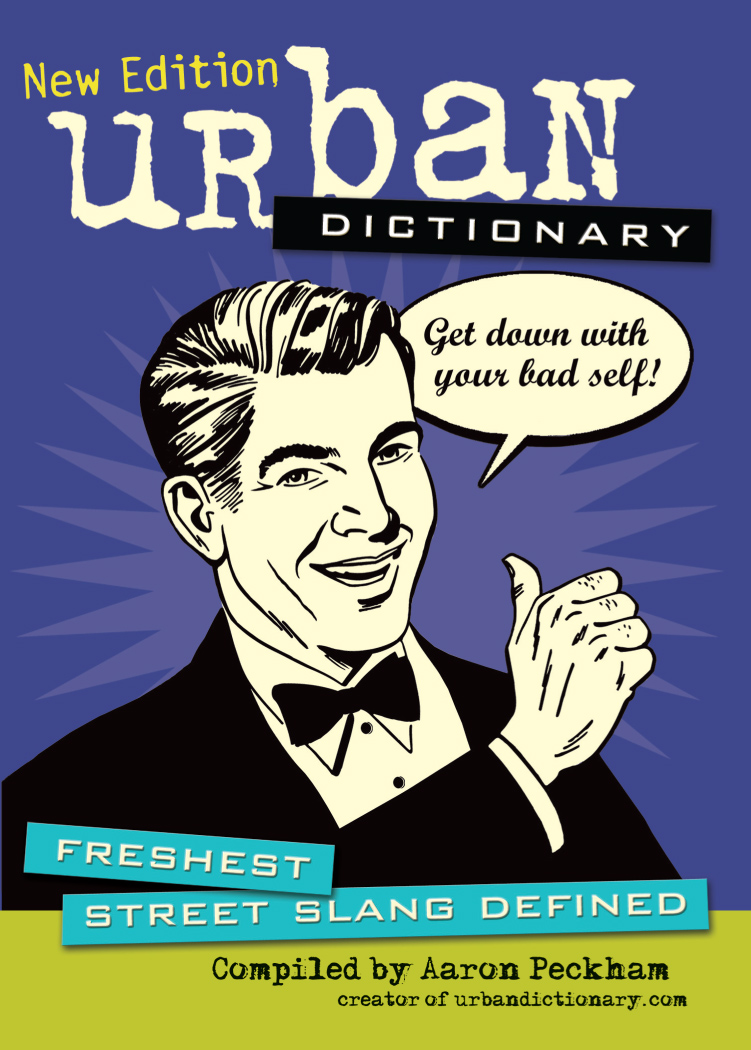 New Edition
urban
DICTIONARY
Get down with
your bad self!
FRESHEST
STREET SLANG DEFINED
Compiled by Aaron Peckham
creator of urbandictionary.com